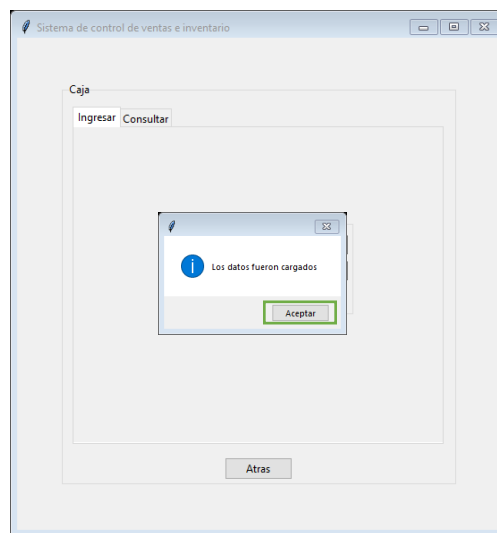 Sistema de control de ventas e inventario
Caja
Ingresar Consultar
Los datos fueron cargados
Aceptar
Atras